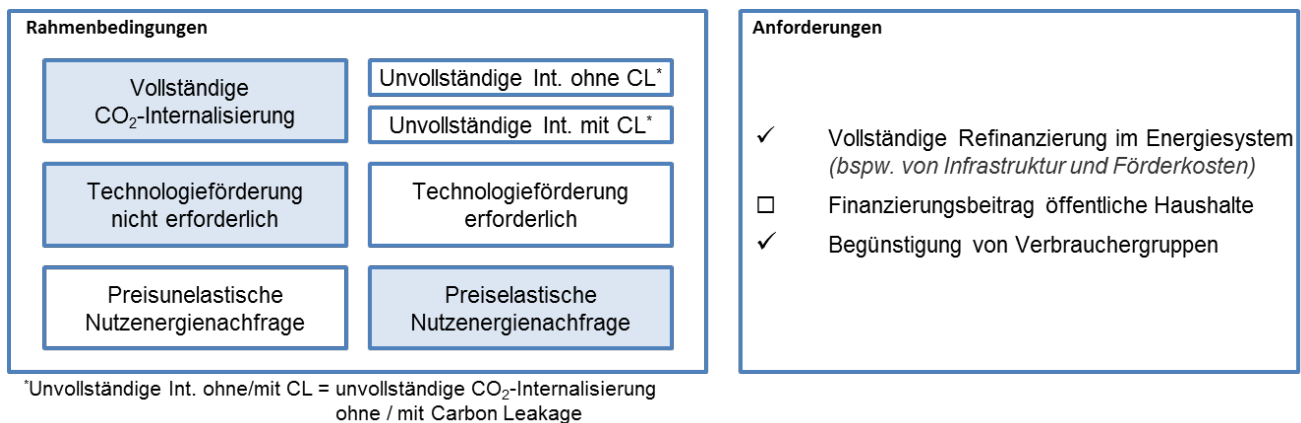 Rahmenbedingungen
Vollständige
CO₂-Internalisierung
Unvollständige Int. ohne CL*
Unvollständige Int. mit CL*
Technologieförderung
nicht erforderlich
Technologieförderung
erforderlich
Preisunelastische
Nutzenergienachfrage
Preiselastische
Nutzenergienachfrage
*Unvollständige Int. ohne/mit CL = unvollständige CO₂-Internalisierung
ohne / mit Carbon Leakage
Anforderungen
✓ Vollständige Refinanzierung im Energiesystem
(bspw. von Infrastruktur und Förderkosten)
☐ Finanzierungsbeitrag öffentliche Haushalte
✓ Begünstigung von Verbrauchergruppen